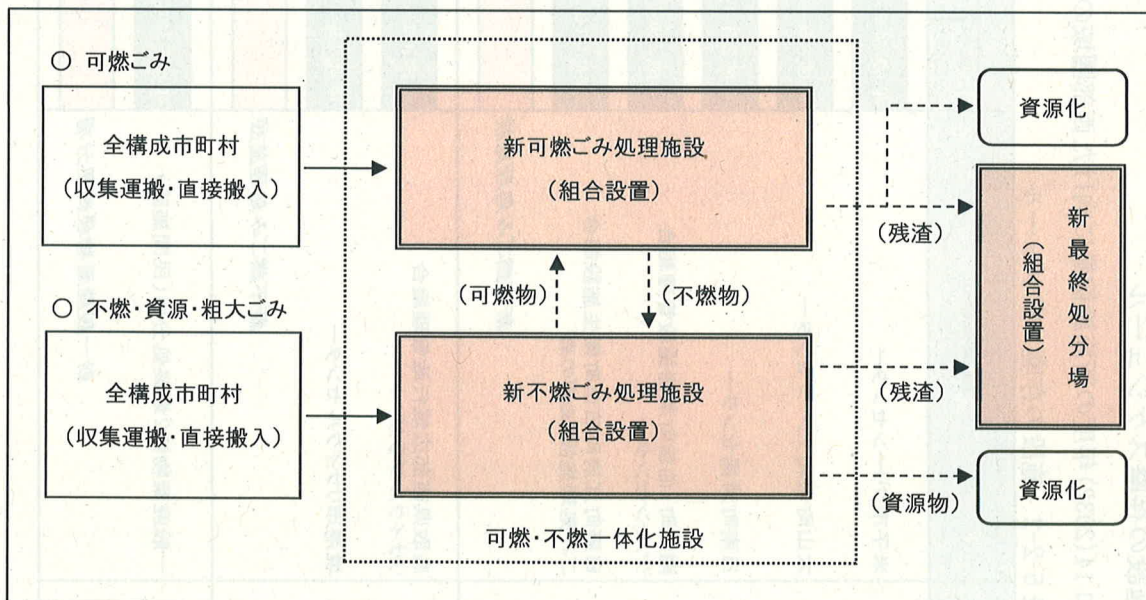 ○ 可燃ごみ
全構成市町村
（収集運搬・直接搬入）
新可燃ごみ処理施設
（組合設置）
資源化
（残渣）
新最終処分場
（組合設置）
（可燃物）
（不燃物）
○ 不燃・資源・粗大ごみ
全構成市町村
（収集運搬・直接搬入）
新不燃ごみ処理施設
（組合設置）
（残渣）
（資源物）
資源化
可燃・不燃一体化施設